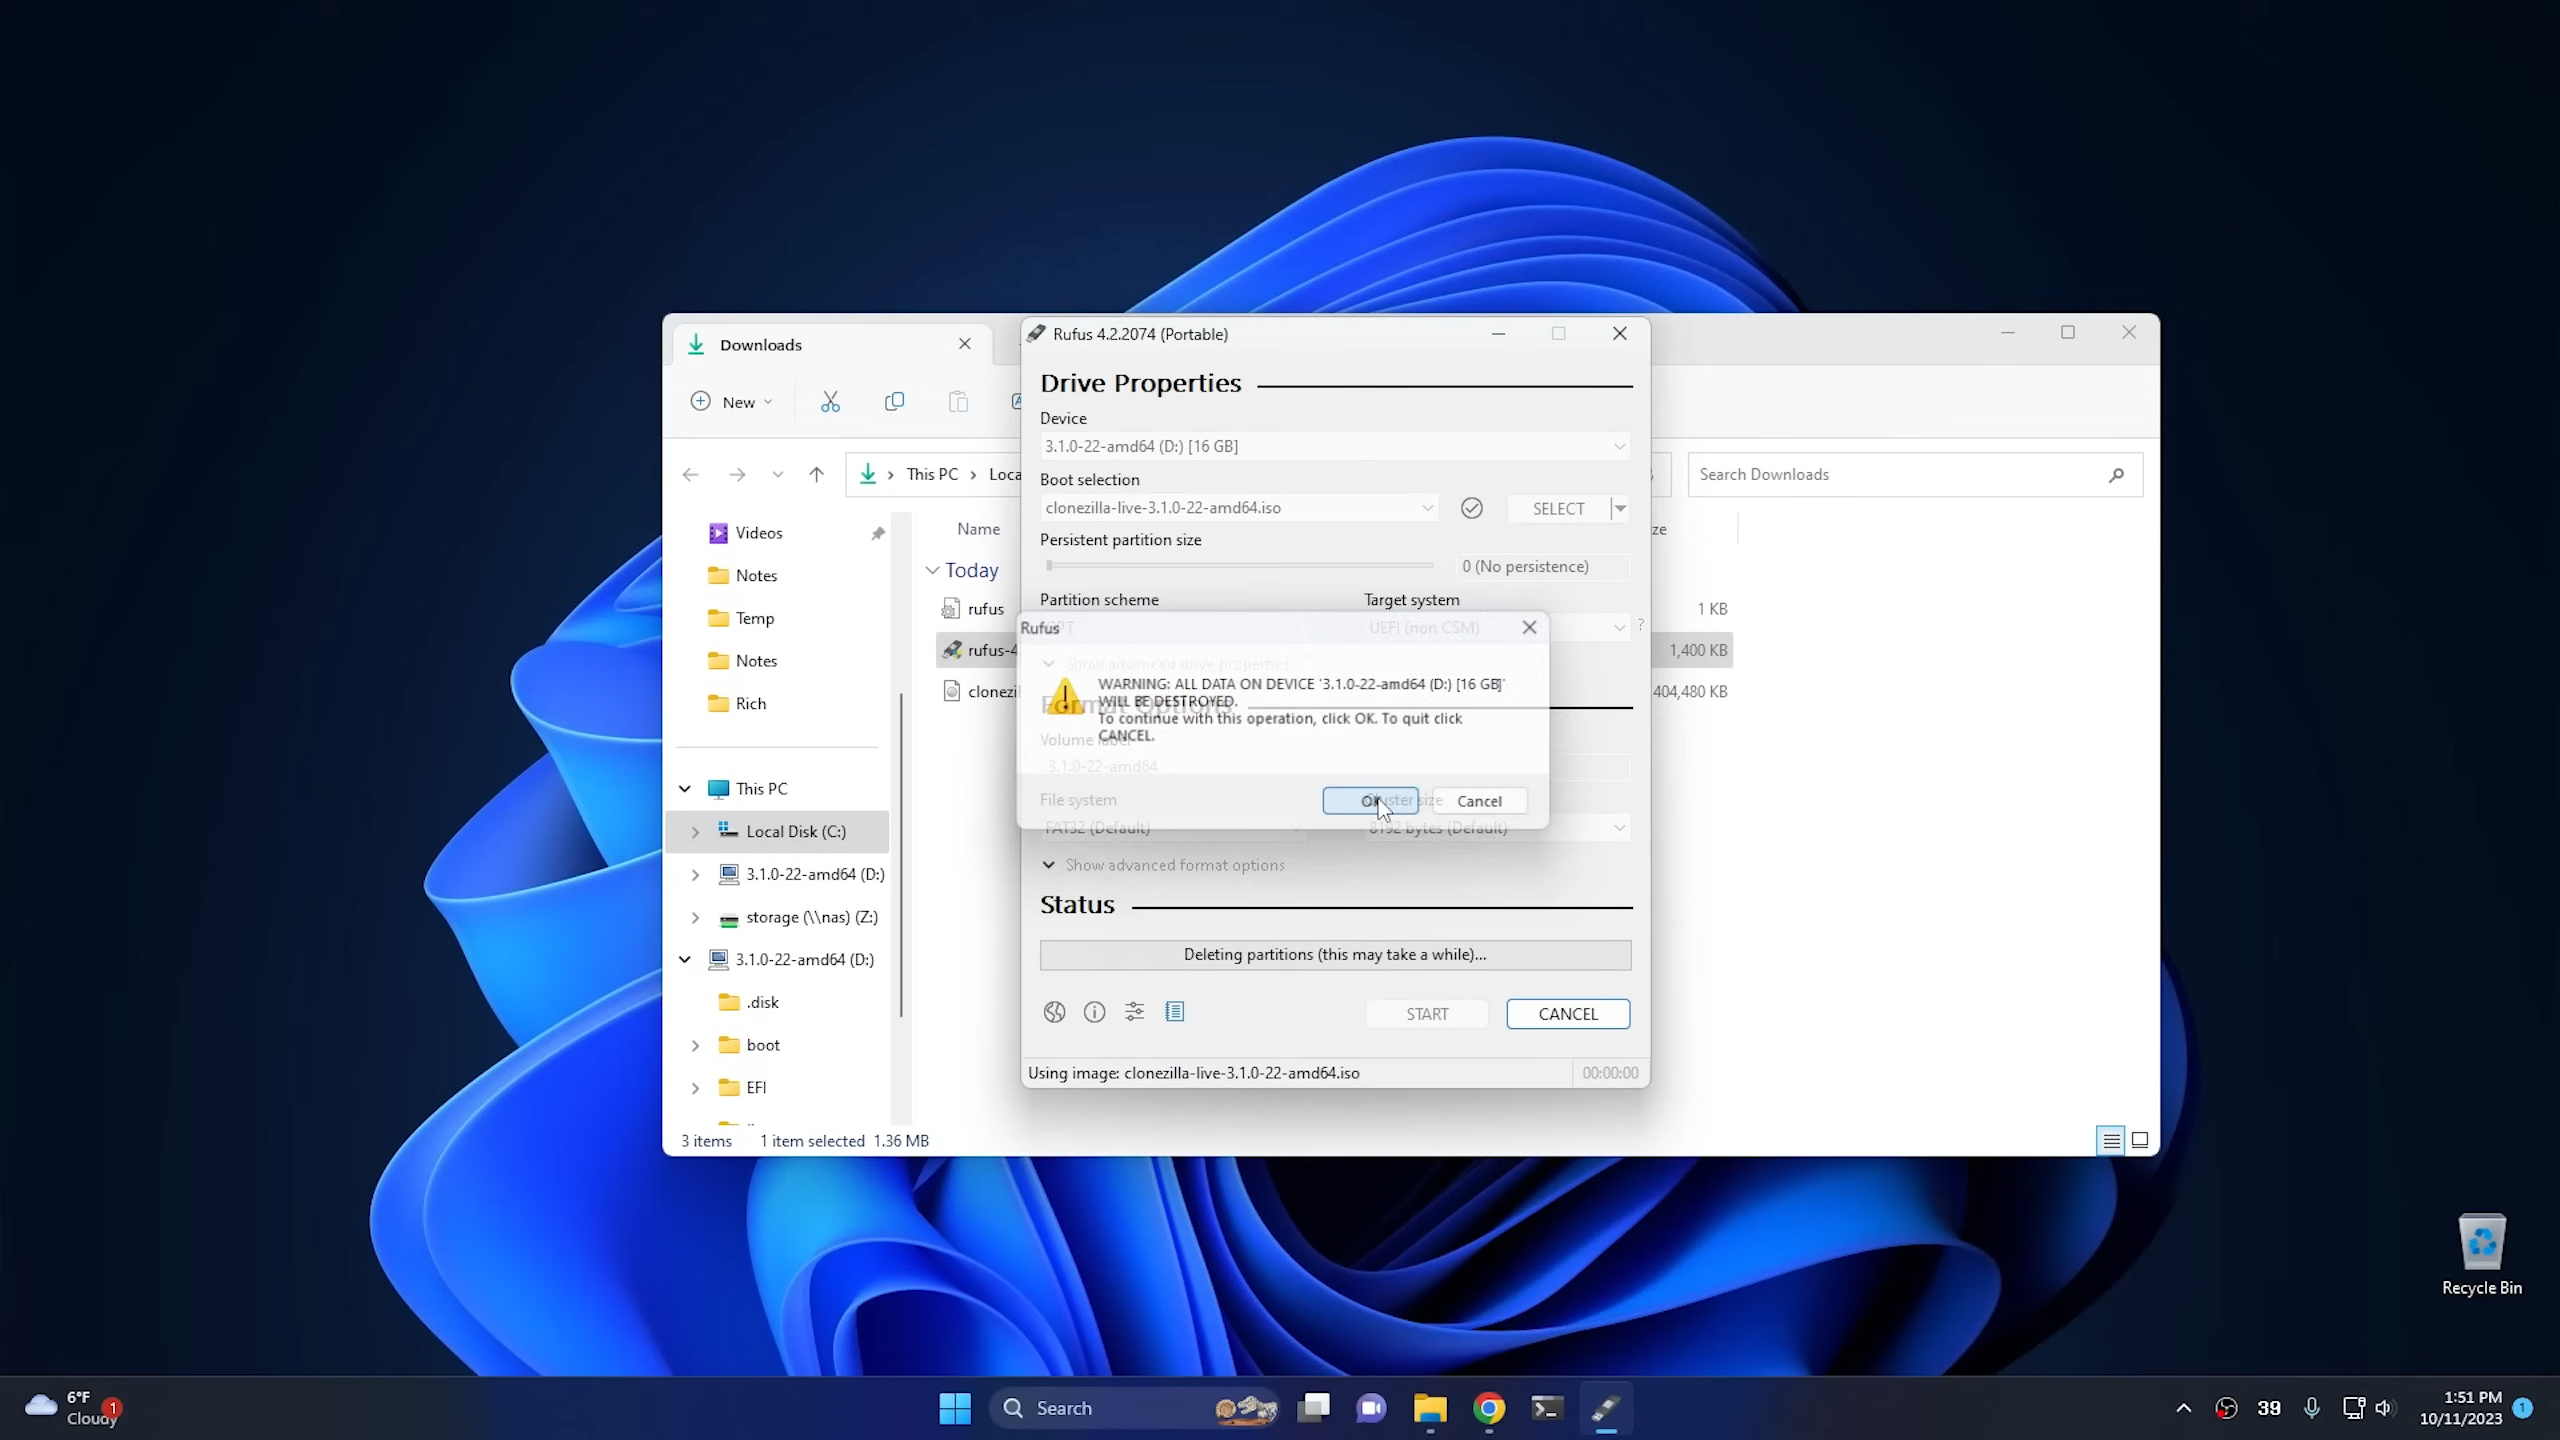 Downloads
Rufus 4.2.2074 (Portable)
New
Drive Properties
Device
3.1.0-22-amd64 (D:) [16 GB]
Boot selection
This PC
Loca
Search Downloads
clonezilla-live-3.1.0-22-amd64.iso
SELECT
Videos
Name
ze
Persistent partition size
0 (No persistence)
Notes
Today
Partition scheme
Target system
rufus
1 KB
Temp
Rufus
UEFI (non CSM)
?
rufus-4
1,400 KB
Notes
Show advanced drive properties
WARNING: ALL DATA ON DEVICE '3.1.0-22-amd64 (D:) [16 GB]'
WILL BE DESTROYED.
To continue with this operation, click OK. To quit click
CANCEL.
clonezi
404,480 KB
Rich
Format Options
Volume label
3.1.0-22-amd64
This PC
File system
Cluster size
OK
Cancel
Local Disk (C:)
FAT32 (Default)
8192 bytes (Default)
3.1.0-22-amd64 (D:)
Show advanced format options
storage (\\nas) (Z:)
Status
3.1.0-22-amd64 (D:)
Deleting partitions (this may take a while)...
.disk
START
CANCEL
boot
Using image: clonezilla-live-3.1.0-22-amd64.iso
00:00:00
EFI
3 items
1 item selected 1.36 MB
Recycle Bin
6°F
Cloudy
1
Search
39
1:51 PM
10/11/2023
1